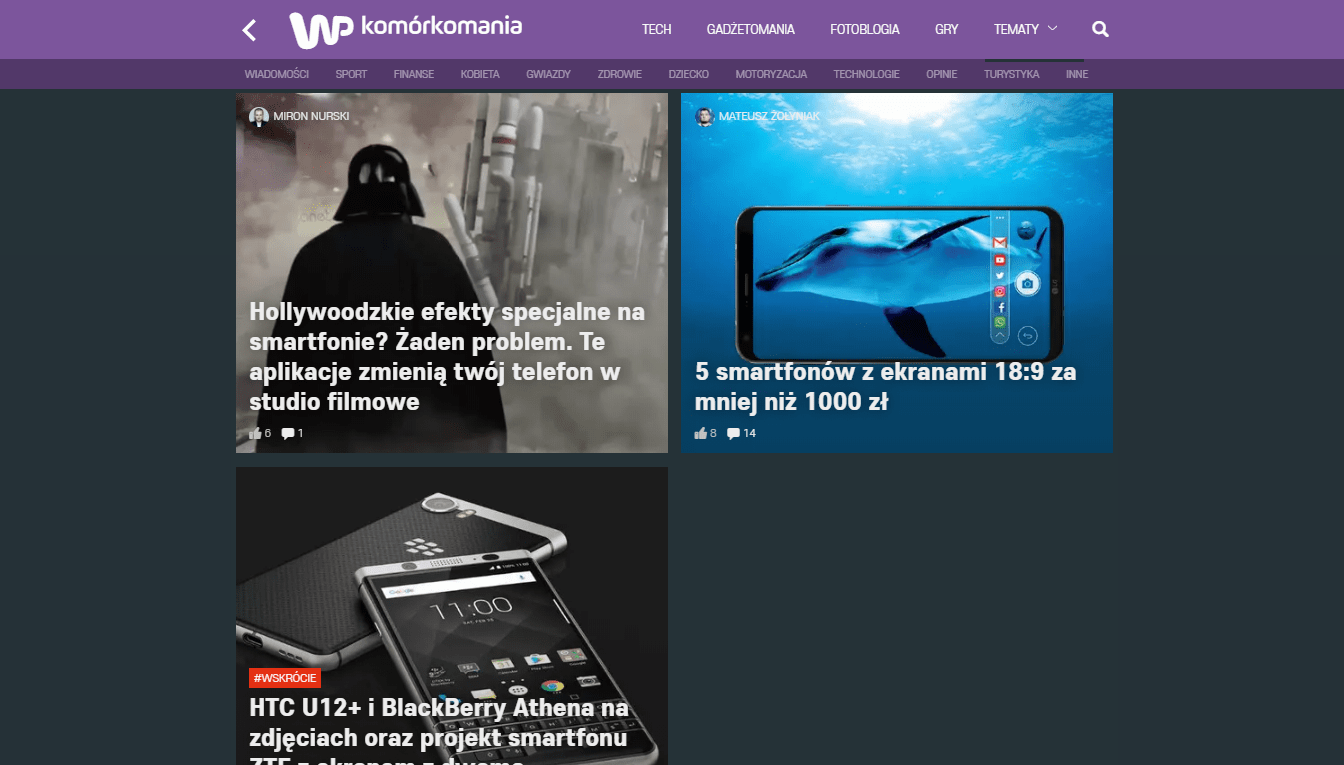 WP komórkomania
TECH GADŻETOMANIA FOTOBLOGIA GRY TEMATY
WIADOMOŚCI SPORT FINANSE KOBIETA GWIAZDY ZDROWIE DZIECKO MOTORYZACJA TECHNOLOGIE OPINIE TURYSTYKA INNE
MIRON NURSKI
Hollywoodzkie efekty specjalne na
smartfonie? Żaden problem. Te
aplikacje zmienią twój telefon w
studio filmowe
6 1
MATEUSZ ŻOŁYNIAK
5 smartfonów z ekranami 18:9 za
mniej niż 1000 zł
8 14
11:00
#WSKRÓCIE
HTC U12+ i BlackBerry Athena na
zdjęciach oraz projekt smartfonu
ZTE z ekranem z dwoma